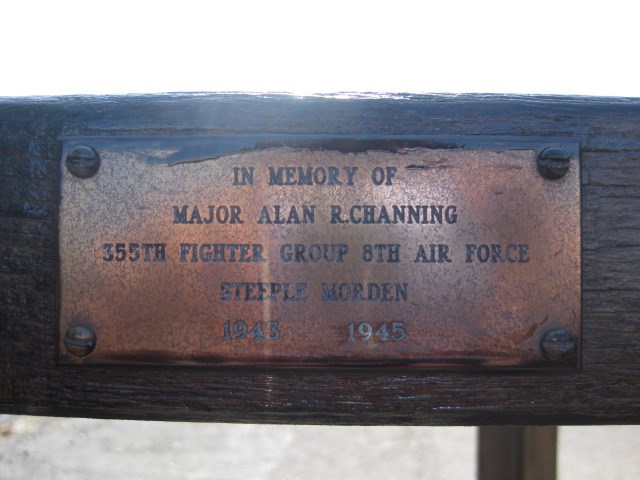 IN MEMORY OF
MAJOR ALAN R.CHANNING
355TH FIGHTER GROUP 8TH AIR FORCE
STEEPLE MORDEN
1943 1945